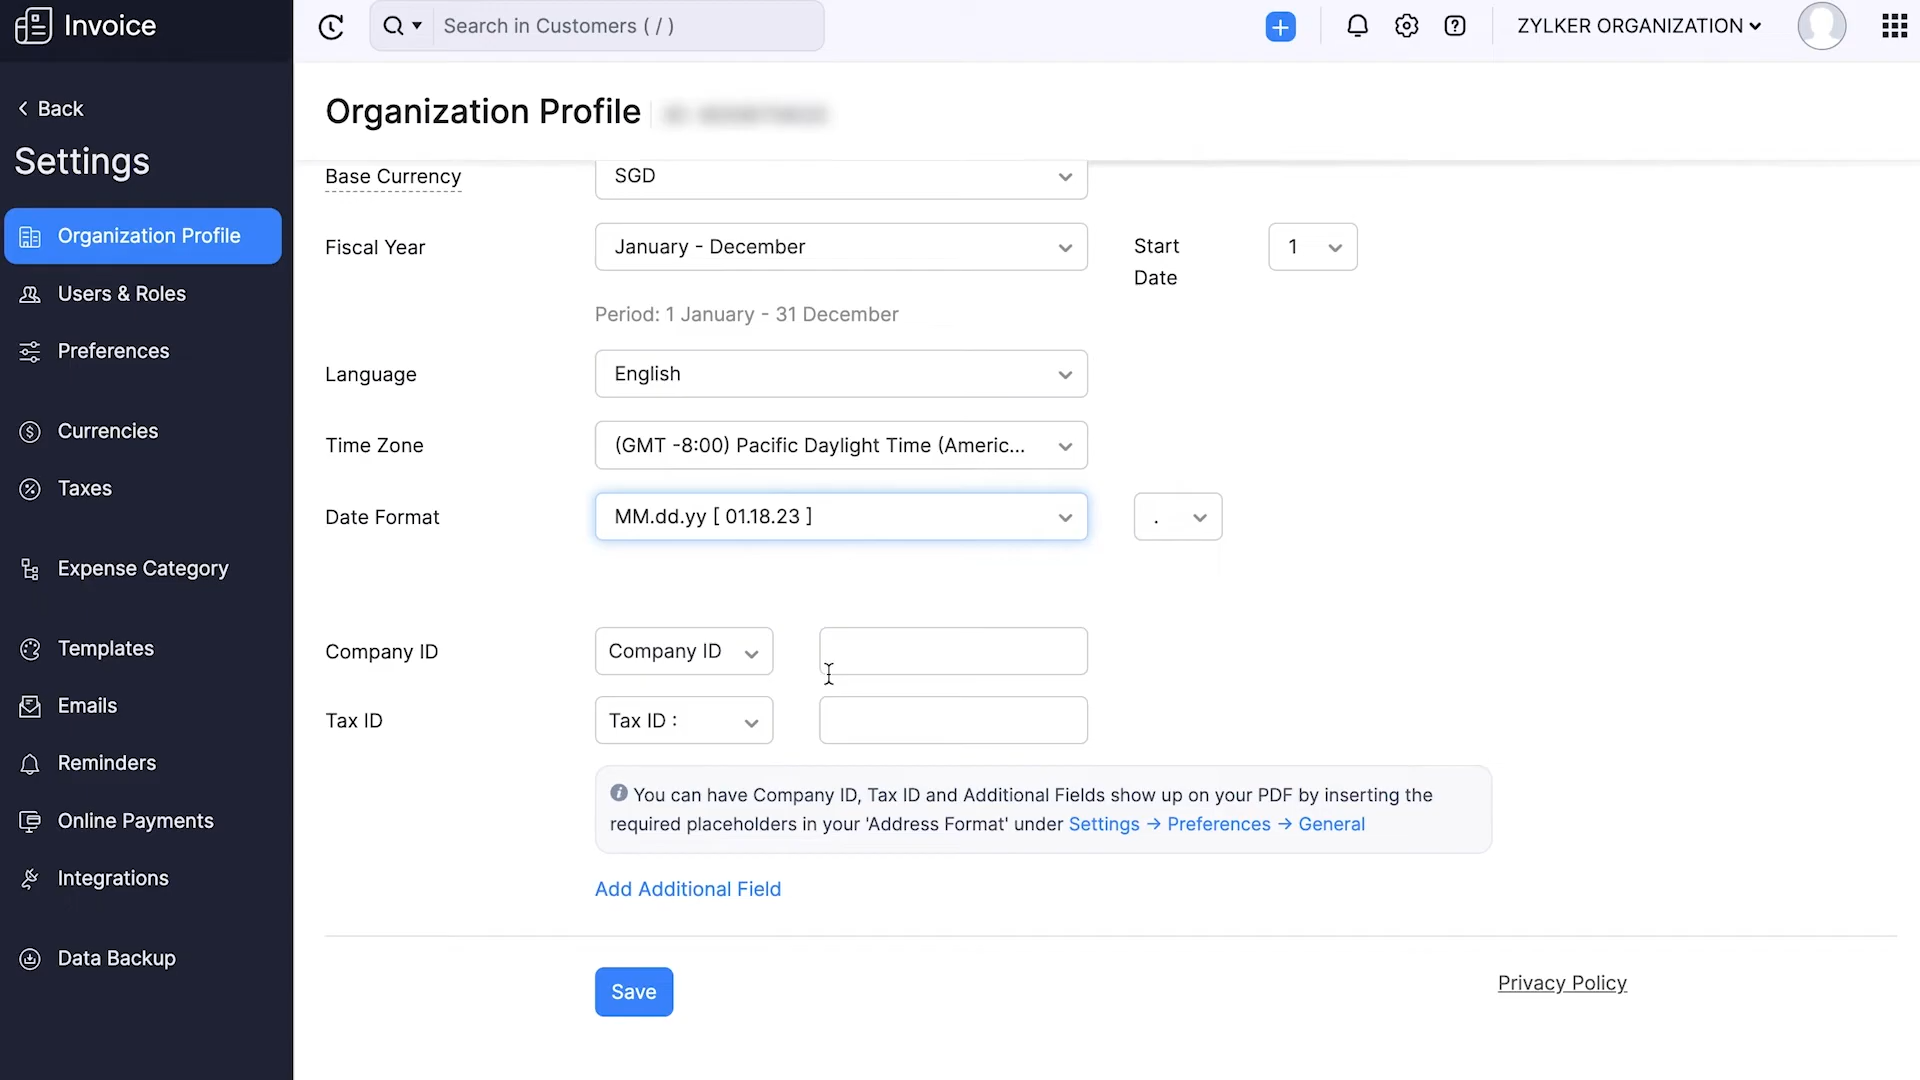 Invoice
Search in Customers ( / )
ZYLKER ORGANIZATION
Back
Settings
Organization Profile
Users & Roles
Preferences
Currencies
Taxes
Expense Category
Templates
Emails
Reminders
Online Payments
Integrations
Data Backup
Organization Profile
Base Currency SGD
Fiscal Year January - December Start Date 1
Period: 1 January - 31 December
Language English
Time Zone (GMT -8:00) Pacific Daylight Time (Americ...
Date Format MM.dd.yy [ 01.18.23 ] .
Company ID Company ID
Tax ID Tax ID :
You can have Company ID, Tax ID and Additional Fields show up on your PDF by inserting the
required placeholders in your 'Address Format' under Settings → Preferences → General
Add Additional Field
Save
Privacy Policy